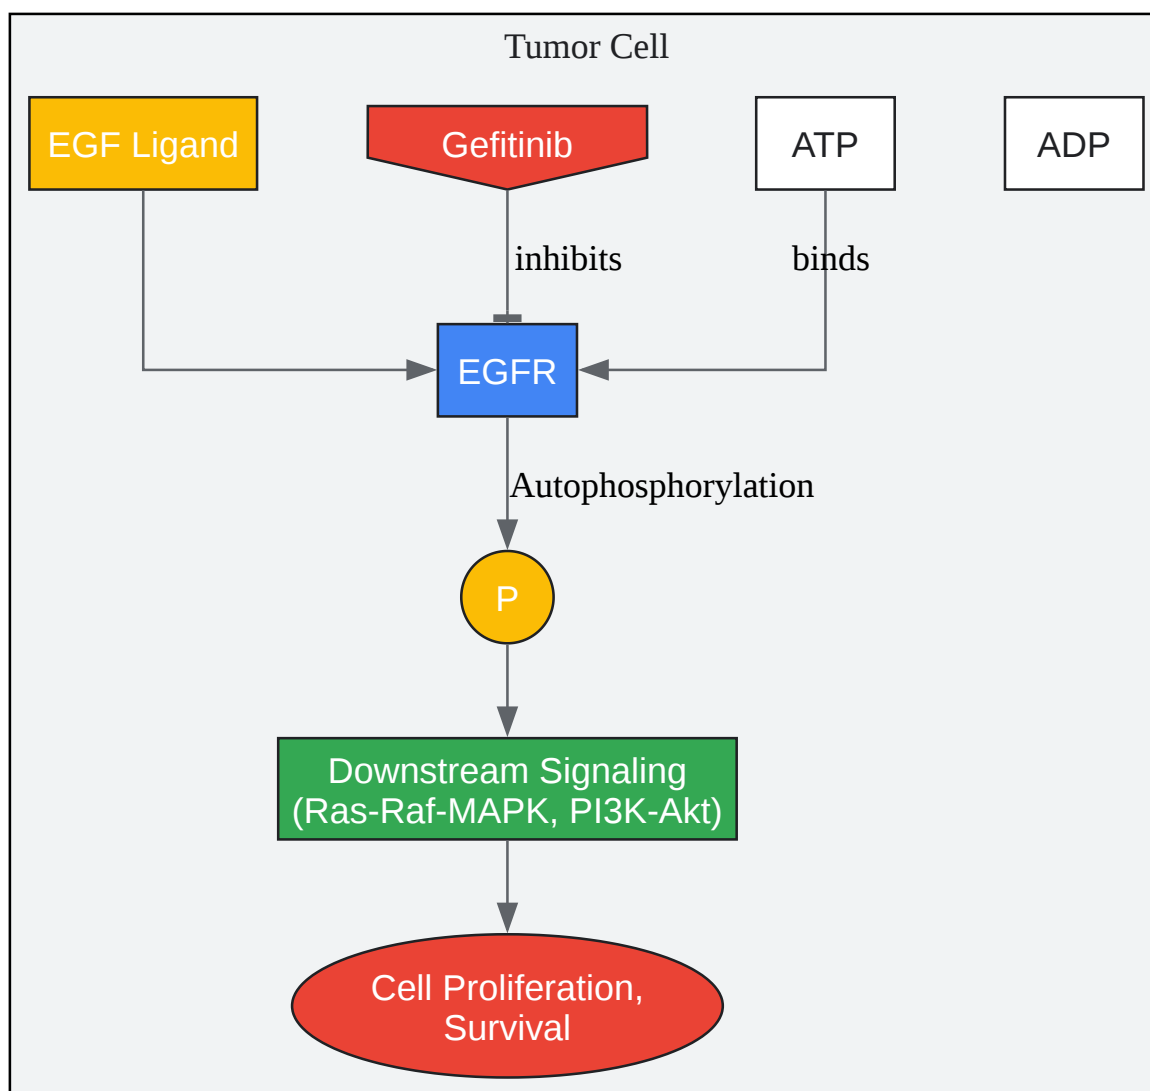 Tumor Cell
EGF Ligand
Gefitinib
ATP
ADP
inhibits
binds
EGFR
Autophosphorylation
P
Downstream Signaling
(Ras-Raf-MAPK, PI3K-Akt)
Cell Proliferation,
Survival